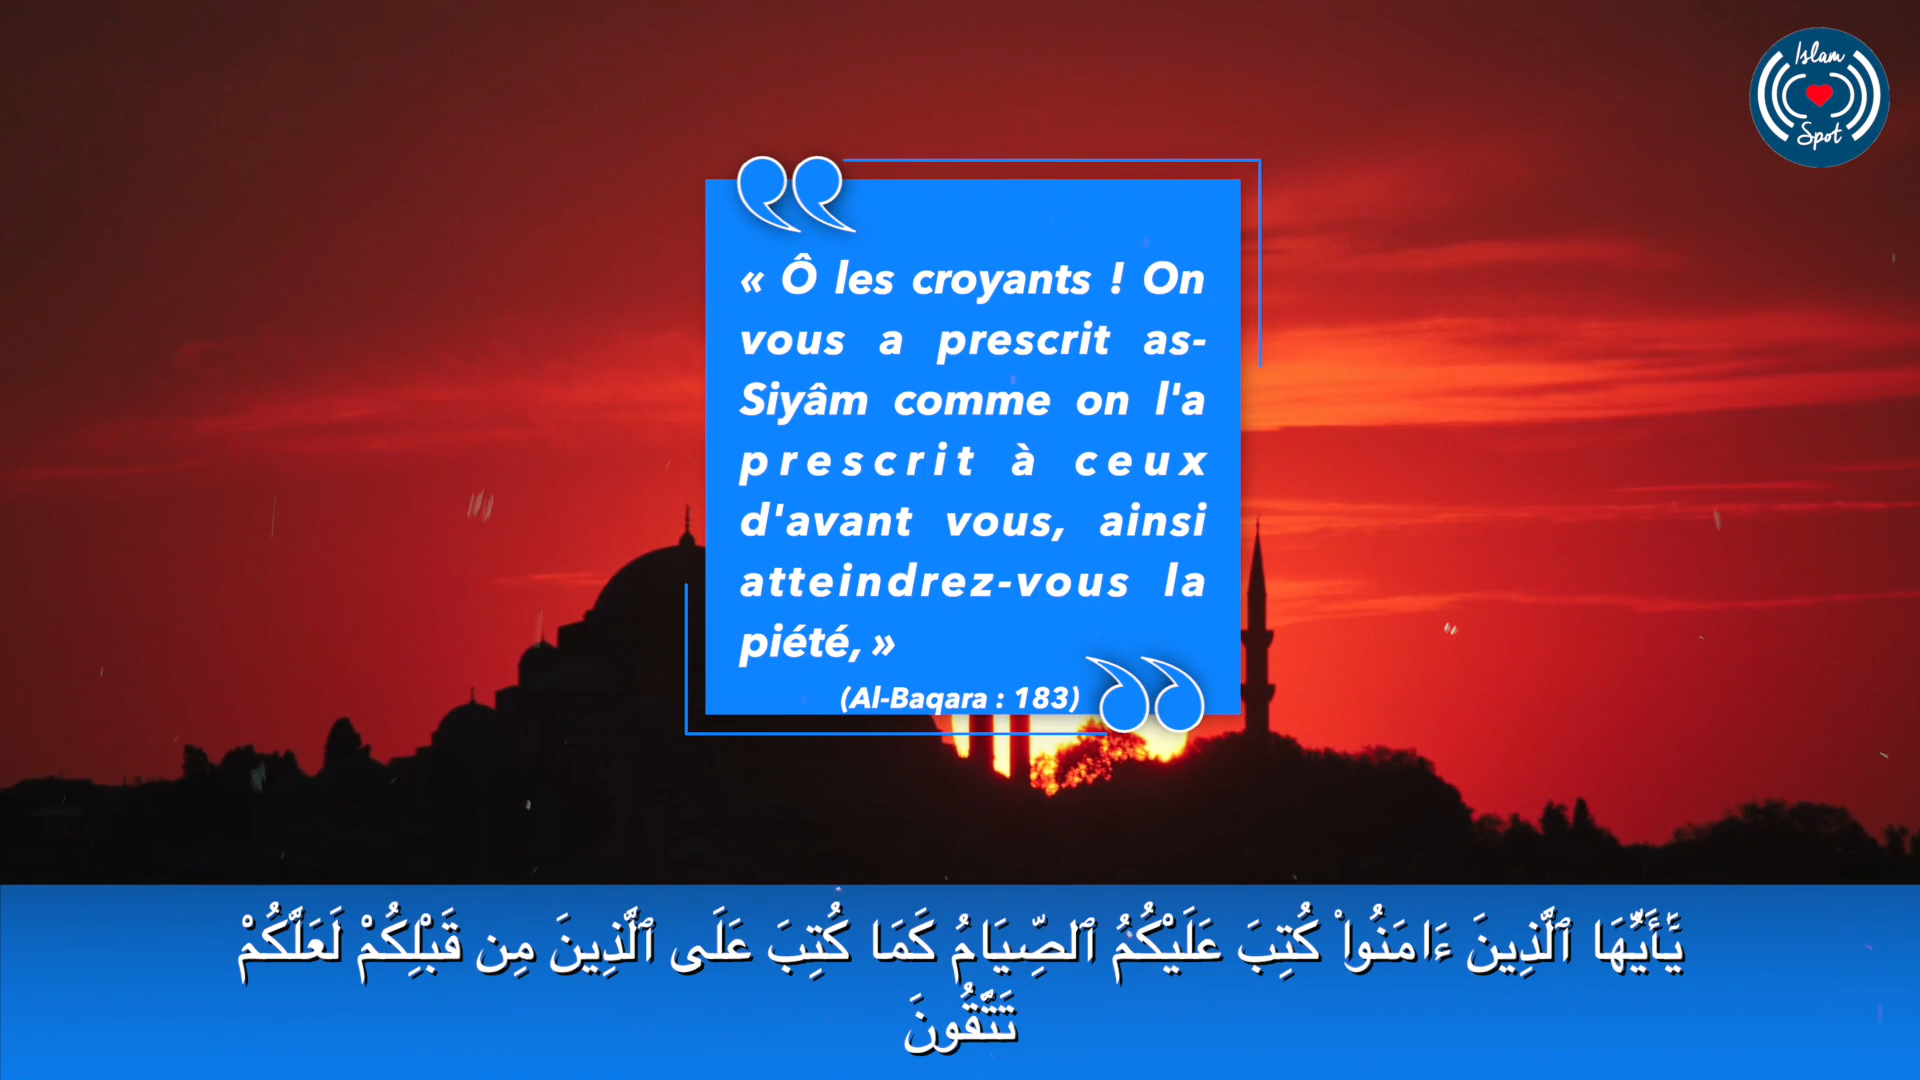 Islam
Spot
« Ô les croyants ! On
vous a prescrit as-
Siyâm comme on l'a
prescrit à ceux
d'avant vous, ainsi
atteindrez-vous la
piété, »
(Al-Baqara : 183)
يَٰٓأَيُّهَا ٱلَّذِينَ ءَامَنُوا۟ كُتِبَ عَلَيْكُمُ ٱلصِّيَامُ كَمَا كُتِبَ عَلَى ٱلَّذِينَ مِن قَبْلِكُمْ لَعَلَّكُمْ
تَتَّقُونَ